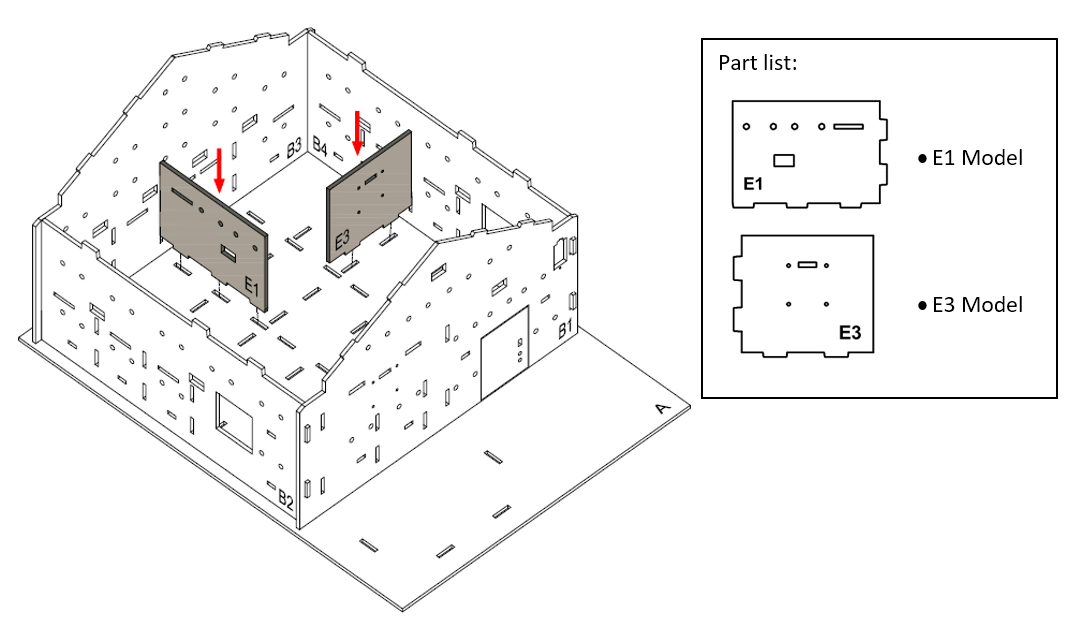 B3
B4
E3
E1
B1
B2
A
Part list:
E1
• E1 Model
E3
• E3 Model